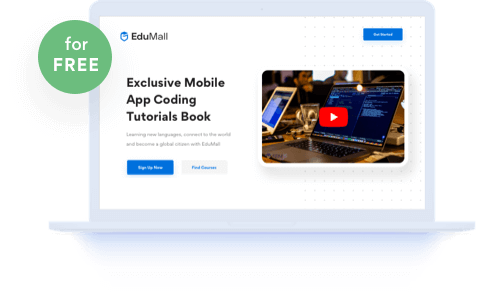 for
FREE
EduMall
Get Started
Exclusive Mobile
App Coding
Tutorials Book
Learning new languages, connect to the world
and become a global citizen with EduMall
Sign Up Now
Find Courses